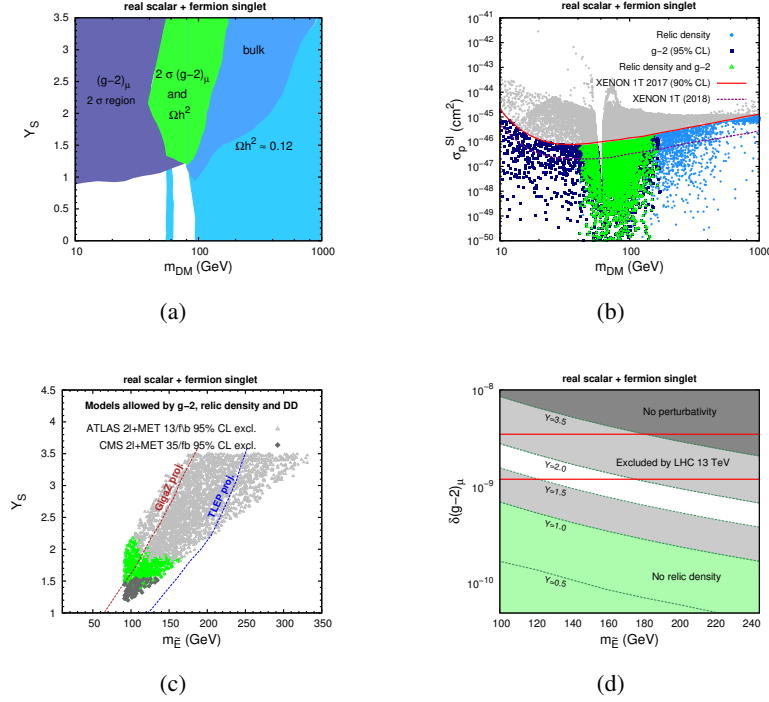 real scalar + fermion singlet
Y_S
3.5
3
2.5
2
1.5
1
0.5
0
(g-2)_μ
2 σ region
2 σ (g-2)_μ
and
Ωh²
bulk
Ωh² ≈ 0.12
10
100
1000
m_DM (GeV)
(a)
real scalar + fermion singlet
σ_p^SI (cm²)
10^-41
10^-42
10^-43
10^-44
10^-45
10^-46
10^-47
10^-48
10^-49
10^-50
Relic density
g-2 (95% CL)
Relic density and g-2
XENON 1T 2017 (90% CL)
XENON 1T (2018)
10
100
1000
m_DM (GeV)
(b)
real scalar + fermion singlet
Y_S
4.5
4
3.5
3
2.5
2
1.5
1
Models allowed by g-2, relic density and DD
ATLAS 2l+MET 13/f\b 95% CL excl.
CMS 2l+MET 35/fb 95% CL excl.
GigaZ proj.
TLEP proj.
50
100
150
200
250
300
m_Ẽ (GeV)
(c)
real scalar + fermion singlet
δ(g-2)_μ
10^-8
10^-9
10^-10
No perturbativity
Y=3.5
Excluded by LHC 13 TeV
Y=2.0
Y=1.5
Y=1.0
No relic density
Y=0.5
100
120
140
160
180
200
220
240
m_Ẽ (GeV)
(d)